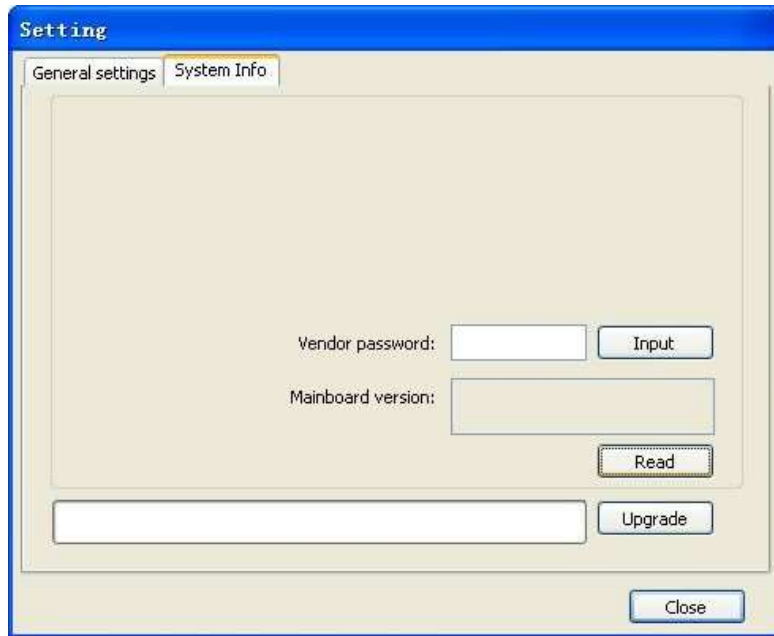 Setting
General settings System Info
Vendor password: Input
Mainboard version:
Read
Upgrade
Close